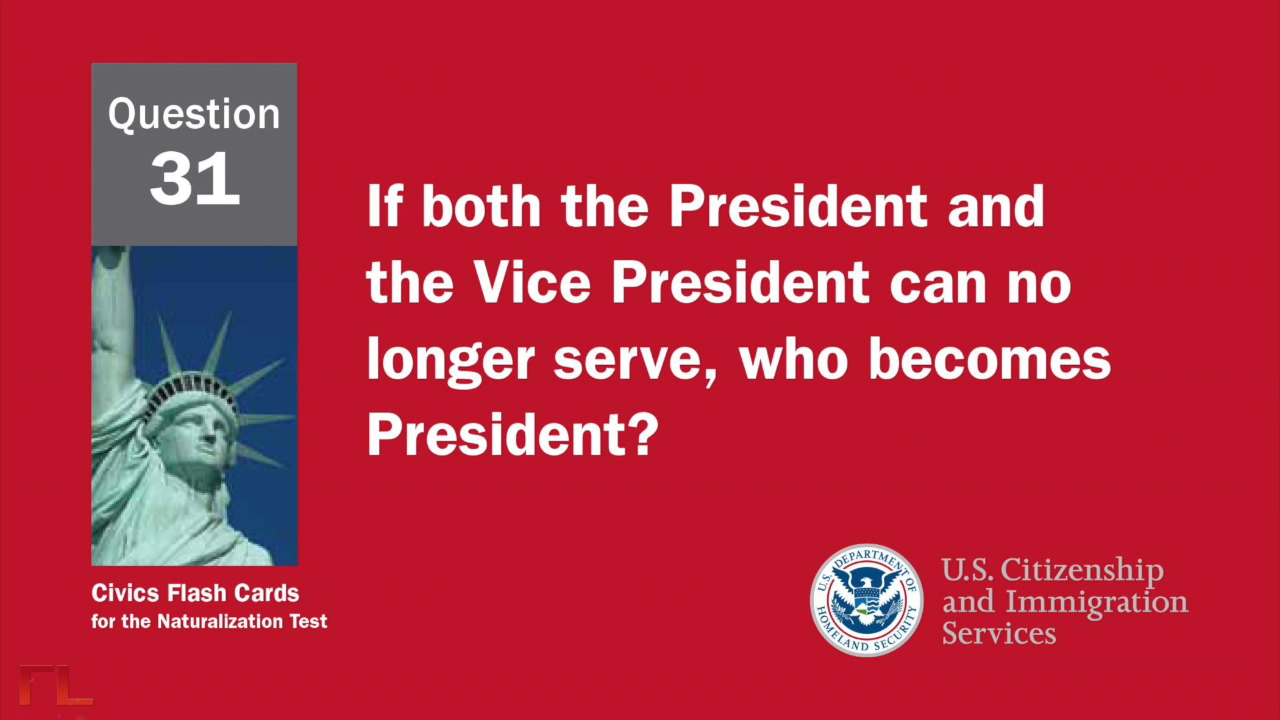 Question
31
If both the President and
the Vice President can no
longer serve, who becomes
President?
Civics Flash Cards
for the Naturalization Test
U.S. DEPARTMENT OF
HOMELAND SECURITY
U.S. Citizenship
and Immigration
Services